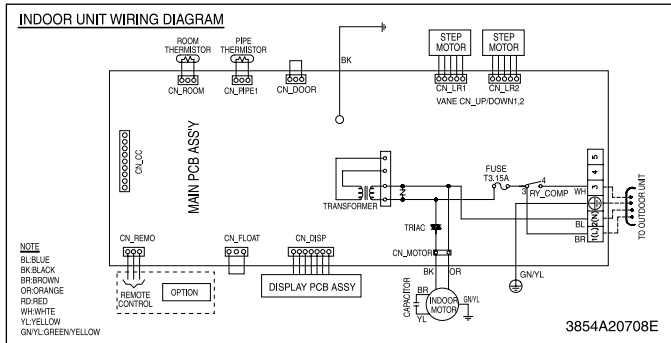 INDOOR UNIT WIRING DIAGRAM
ROOM
THERMISTOR
PIPE
THERMISTOR
STEP
MOTOR
STEP
MOTOR
BK
CN_ROOM
CN_PIPE1
CN_DOOR
CN_LR1
CN_LR2
VANE CN_UP/DOWN1,2
CN_CC
MAIN PCB ASS'Y
TRANSFORMER
FUSE
T3.15A
3
4
RY_COMP
WH
BL
BR
5
4
3
2(N)
1(L)
TO OUTDOOR UNIT
TRIAC
CN_MOTOR
BK
OR
GN/YL
CN_REMO
CN_FLOAT
CN_DISP
REMOTE
CONTROL
OPTION
DISPLAY PCB ASSY
CAPACITOR
BR
YL
INDOOR
MOTOR
GN/YL
NOTE
BL:BLUE
BK:BLACK
BR:BROWN
OR:ORANGE
RD:RED
WH:WHTE
YL:YELLOW
GN/YL:GREEN/YELLOW
3854A20708E